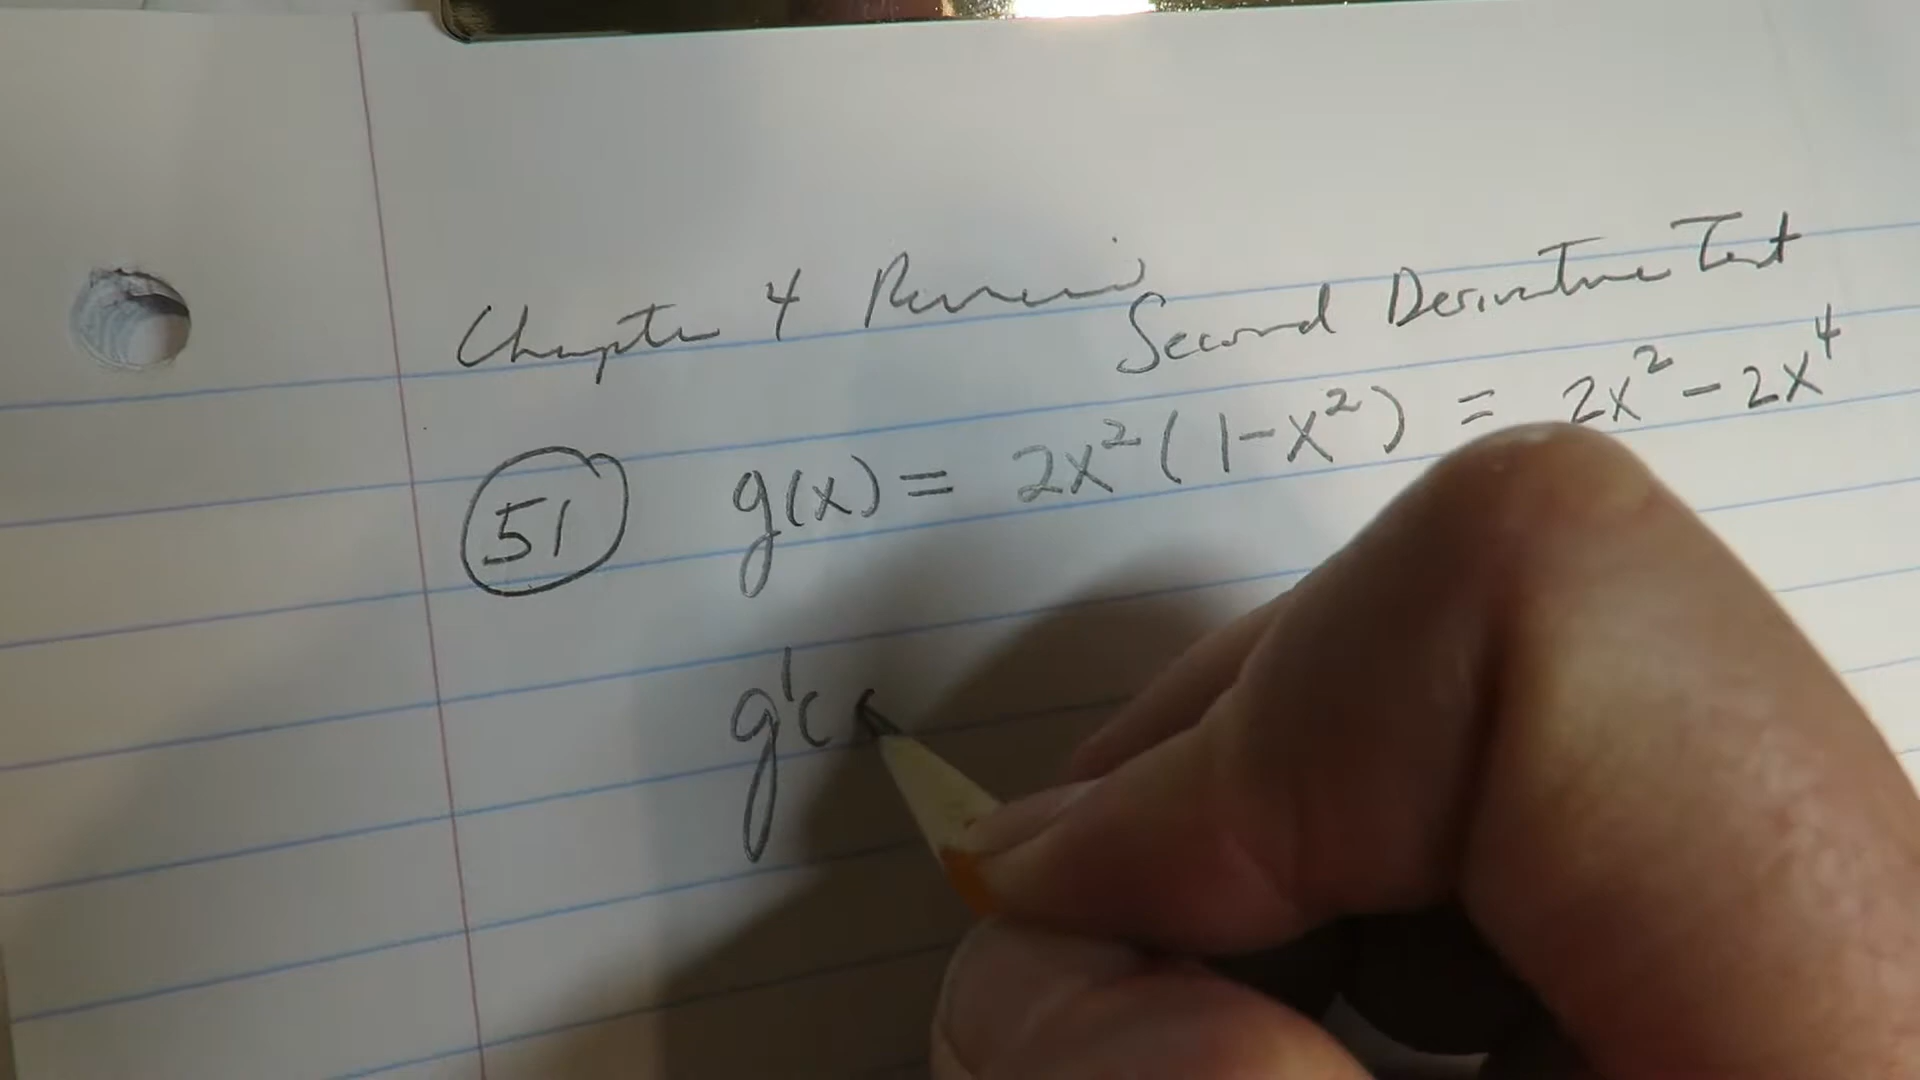 Chapter 4 Review
Second Derivative Test
51 g(x) = 2x²(1-x²) = 2x² - 2x⁴
g'(